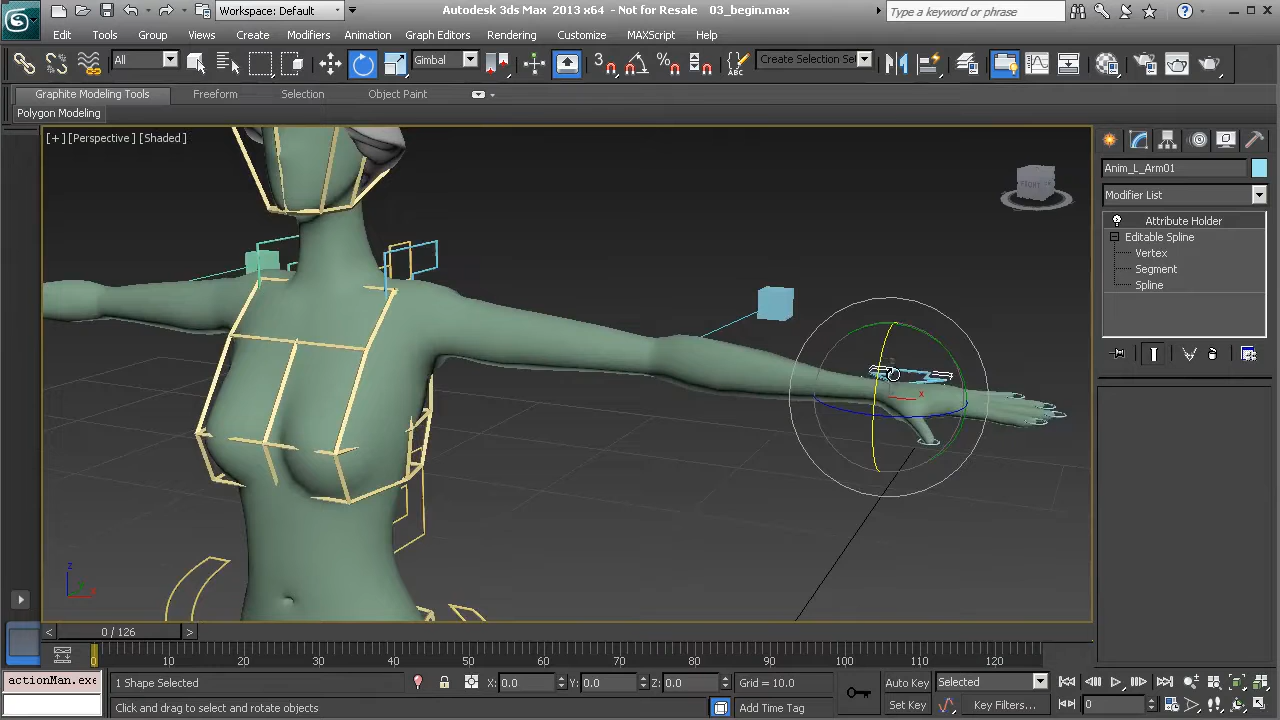 Workspace: Default
Autodesk 3ds Max 2013 x64 - Not for Resale 03_begin.max
Type a keyword or phrase
Edit Tools Group Views Create Modifiers Animation Graph Editors Rendering Customize MAXScript Help
All
Gimbal
3
Create Selection Se
Graphite Modeling Tools Freeform Selection Object Paint
Polygon Modeling
[+][Perspective][Shaded]
FRONT
Anim_L_Arm01
Modifier List
Attribute Holder
Editable Spline
Vertex
Segment
Spline
x
z
z
x
< 0 / 126 >
0 10 20 30 40 50 60 70 80 90 100 110 120
actionMan.exe
1 Shape Selected
X: 0.0 Y: 0.0 Z: 0.0 Grid = 10.0
Auto Key Selected
Click and drag to select and rotate objects
Add Time Tag
Set Key Key Filters... 0